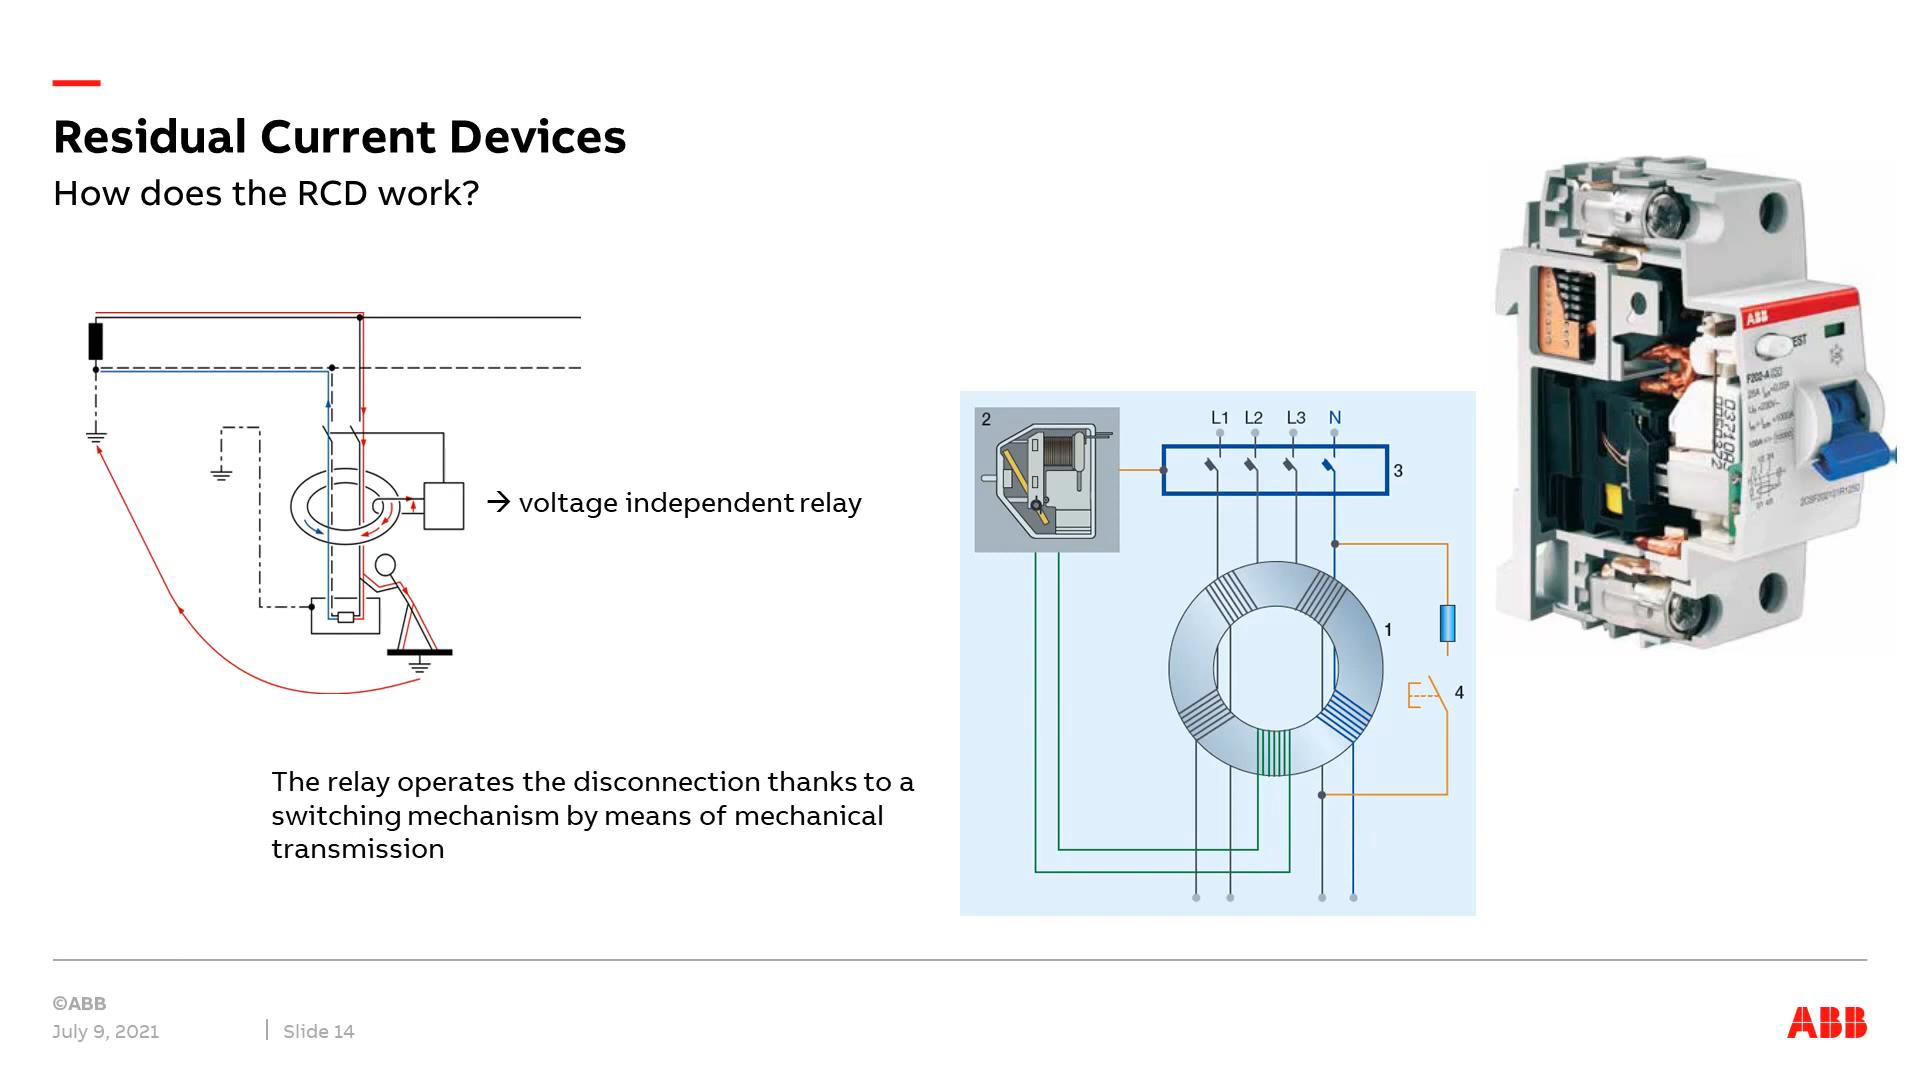 Residual Current Devices
How does the RCD work?
→ voltage independent relay
The relay operates the disconnection thanks to a
switching mechanism by means of mechanical
transmission
2
L1 L2 L3 N
3
1
4
ABB
F202-A
©ABB
July 9, 2021
Slide 14
ABB